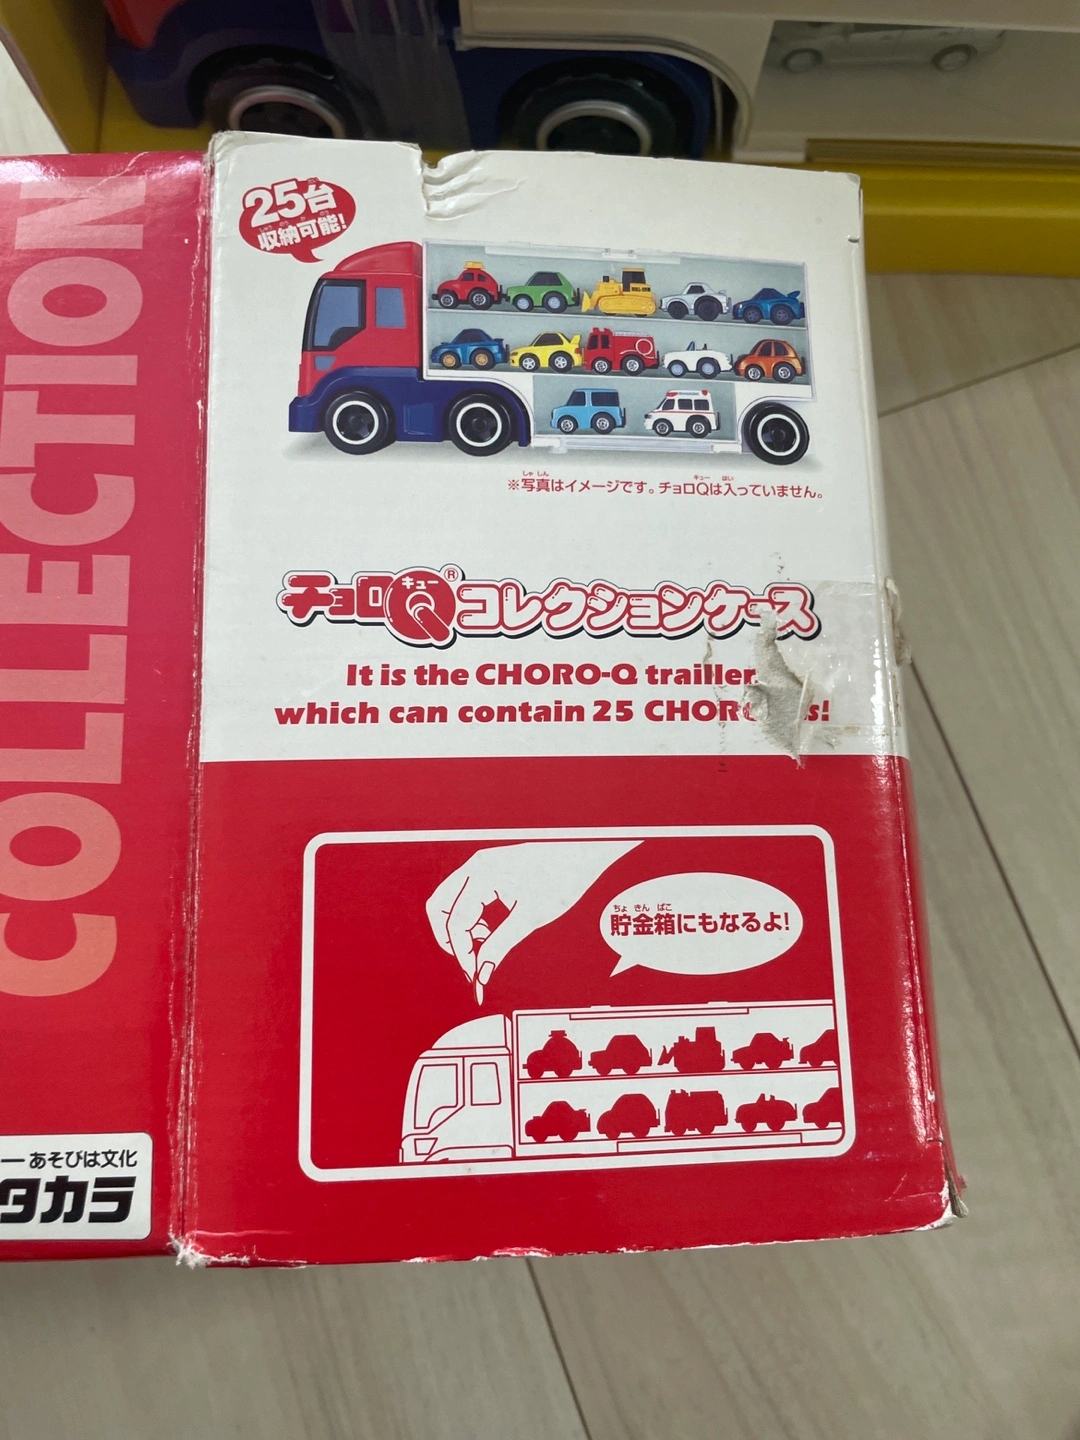 COLLECTION
25台
収納可能!
※写真はイメージです。チョロQは入っていません。
チョロQ® コレクションケース
It is the CHORO-Q trailler,
which can contain 25
貯金箱にもなるよ!
あそびは文化
タカラ